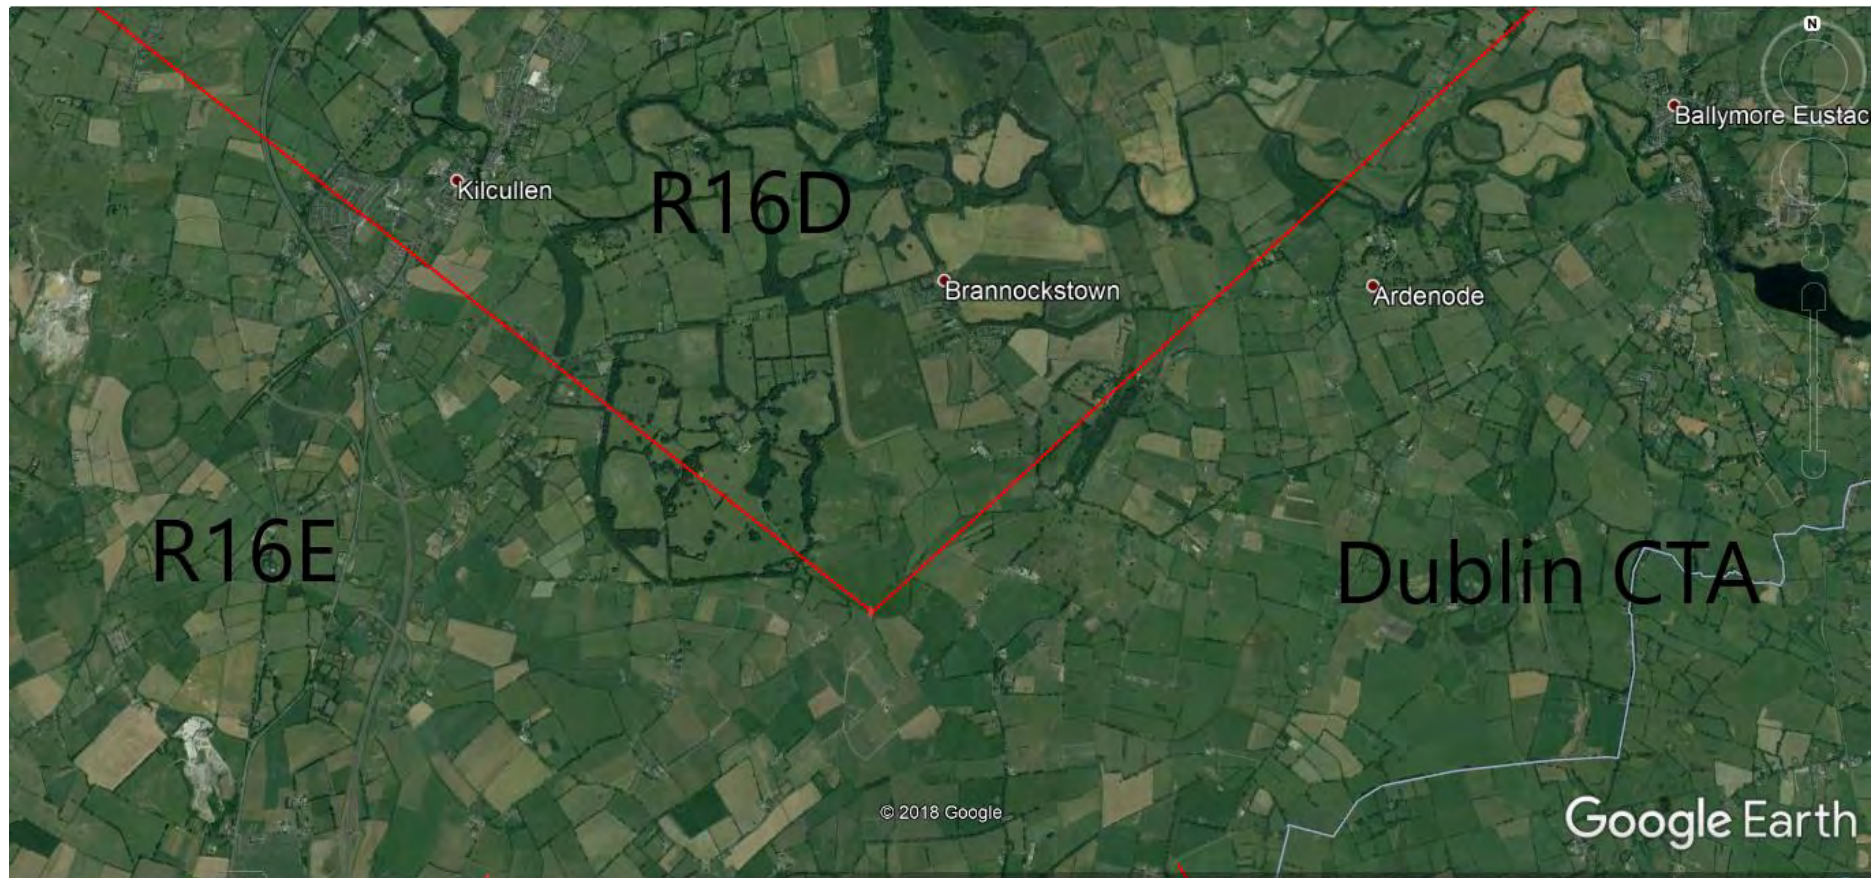 N
Ballymore Eustac
Kilcullen
R16D
Brannockstown
Ardenode
R16E
Dublin CTA
© 2018 Google
Google Earth